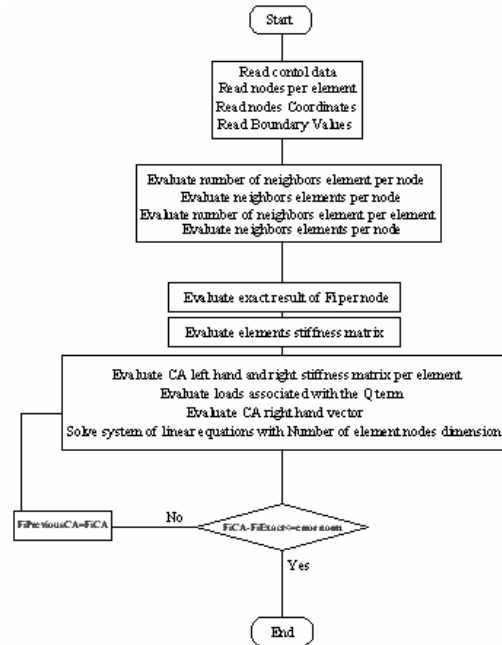 Start
Read contol data
Read nodes per element
Read nodes Coordinates
Read Boundary Values
Evaluate number of neighbors element per node
Evaluate neighbors elements per node
Evaluate number of neighbors element per element
Evaluate neighbors elements per node
Evaluate exact result of Fi per node
Evaluate elements stiffness matrix
Evaluate CA left hand and right stiffness matrix per element
Evaluate loads associated with the Q term
Evaluate CA right hand vector
Solve system of linear equations with Number of element nodes dimension
FiPreviousCA=FiCA
No
FiCA-FiExact<=error norm
Yes
End